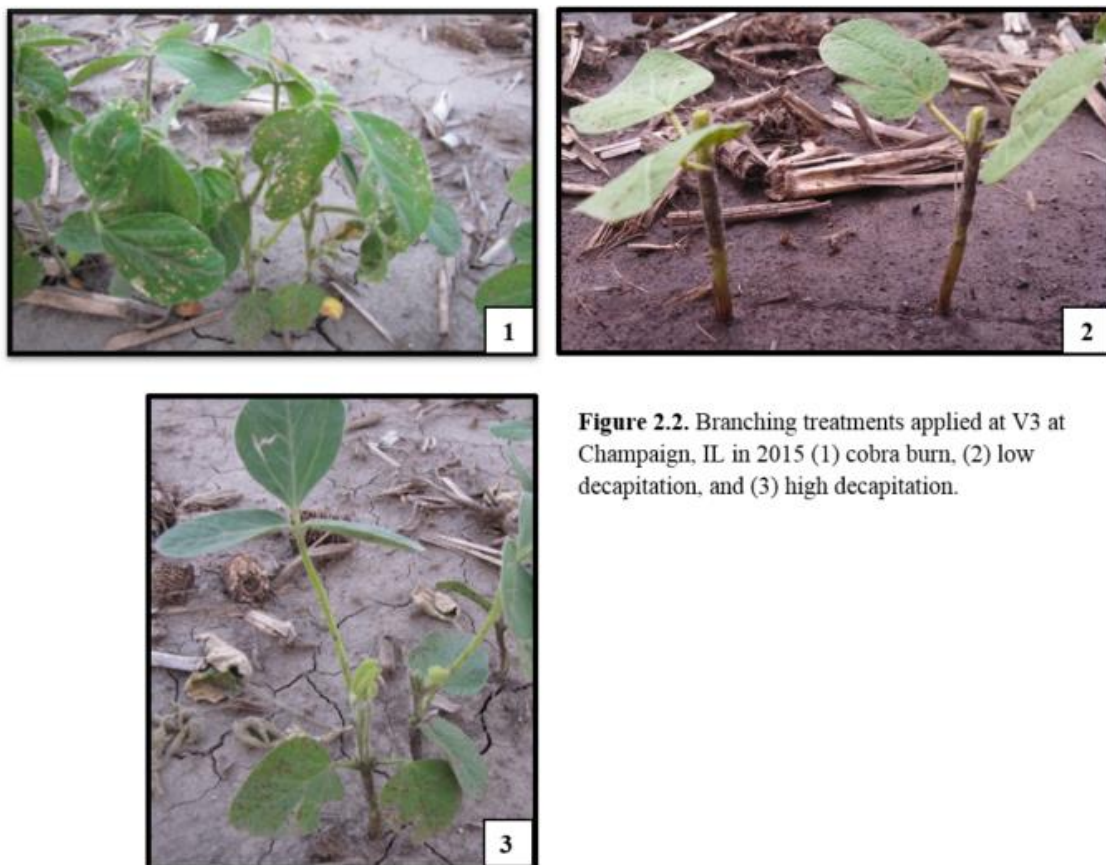 1
2
Figure 2.2. Branching treatments applied at V3 at
Champaign, IL in 2015 (1) cobra burn, (2) low
decapitation, and (3) high decapitation.
3